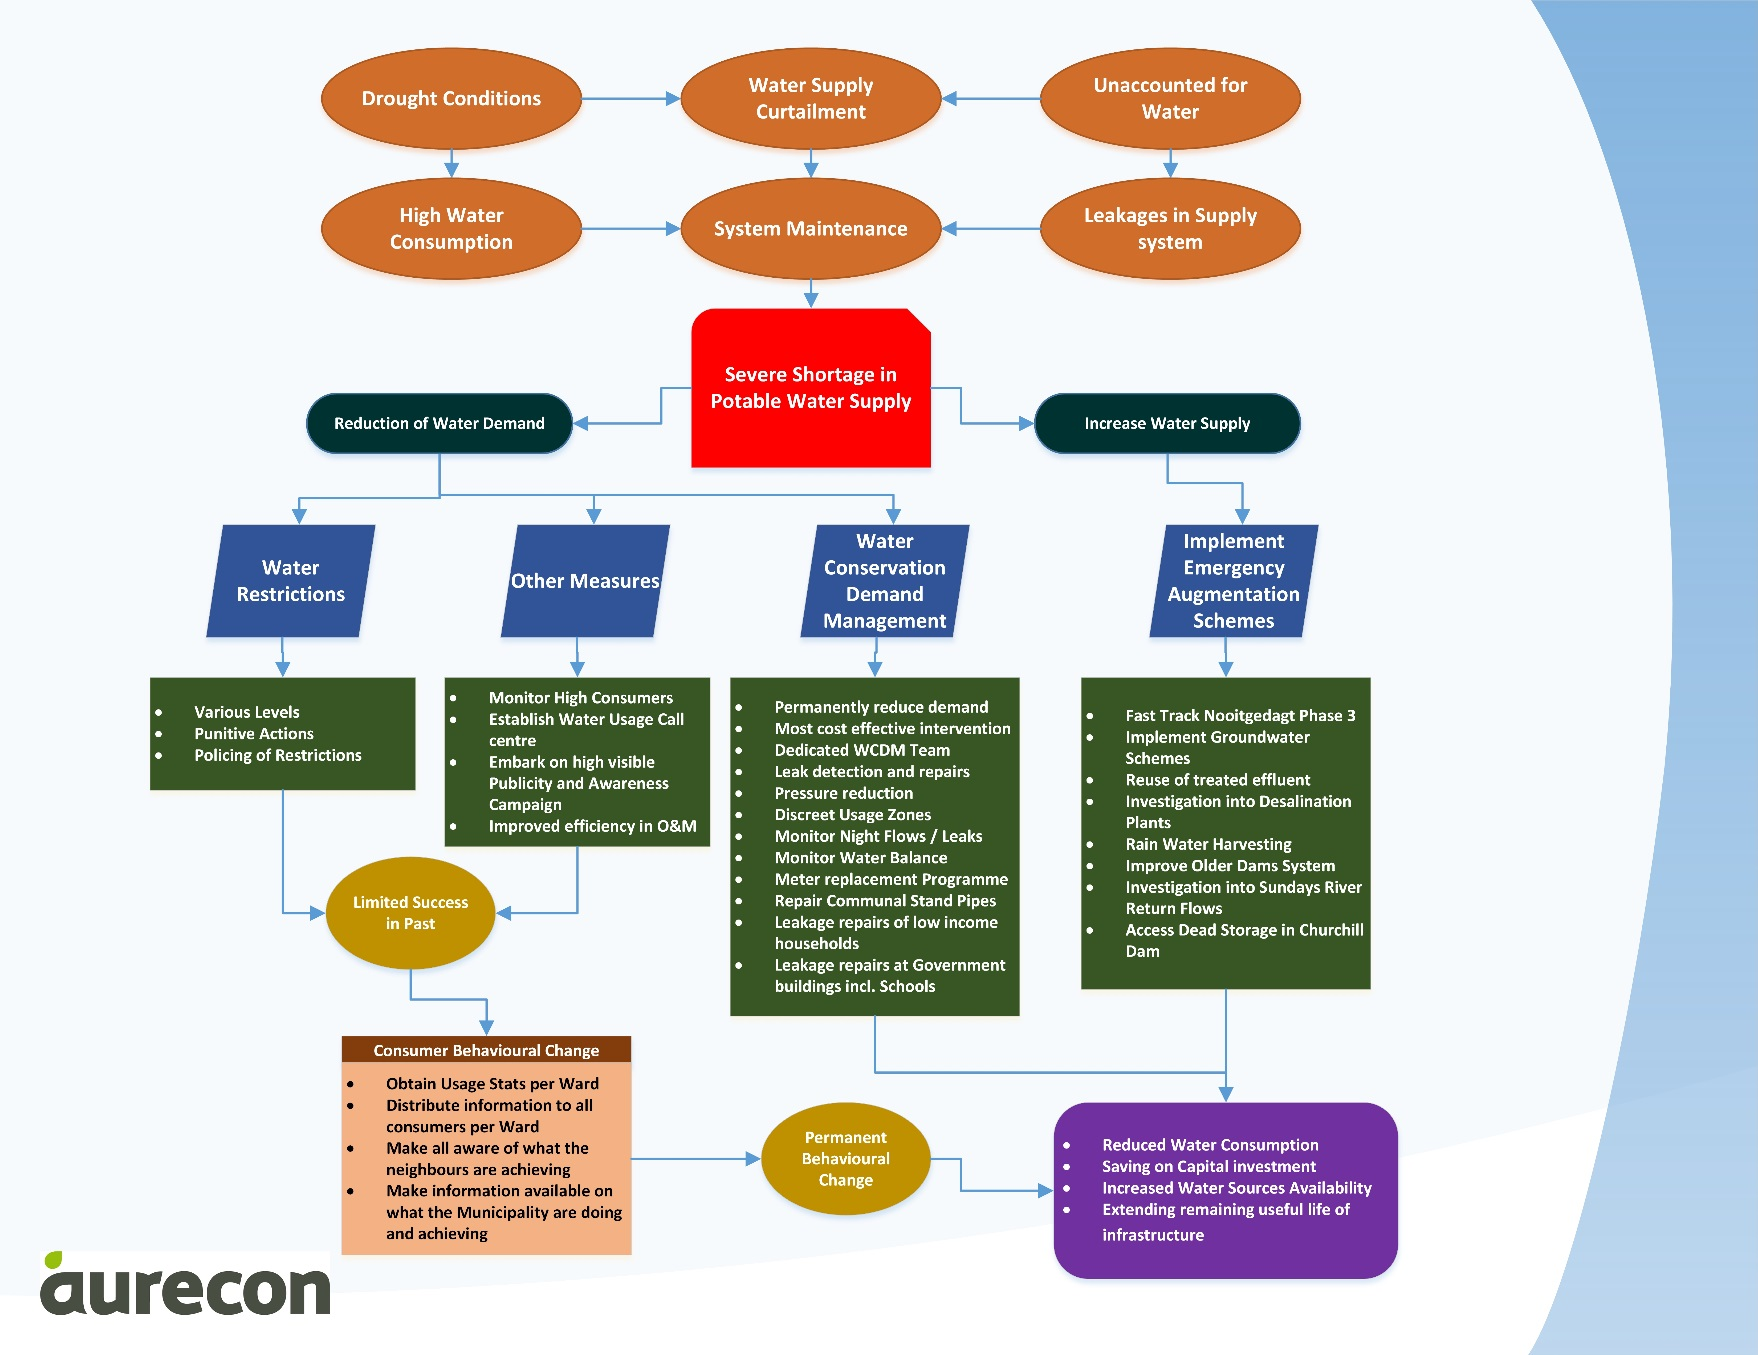 Drought Conditions
Water Supply
Curtailment
Unaccounted for
Water
High Water
Consumption
System Maintenance
Leakages in Supply
system
Severe Shortage in
Potable Water Supply
Reduction of Water Demand
Increase Water Supply
Water
Restrictions
Other Measures
Water
Conservation
Demand
Management
Implement
Emergency
Augmentation
Schemes
• Various Levels
• Punitive Actions
• Policing of Restrictions
• Monitor High Consumers
• Establish Water Usage Call
centre
• Embark on high visible
Publicity and Awareness
Campaign
• Improved efficiency in O&M
• Permanently reduce demand
• Most cost effective intervention
• Dedicated WCDM Team
• Leak detection and repairs
• Pressure reduction
• Discreet Usage Zones
• Monitor Night Flows / Leaks
• Monitor Water Balance
• Meter replacement Programme
• Repair Communal Stand Pipes
• Leakage repairs of low income
households
• Leakage repairs at Government
buildings incl. Schools
• Fast Track Nooitgedagt Phase 3
• Implement Groundwater
Schemes
• Reuse of treated effluent
• Investigation into Desalination
Plants
• Rain Water Harvesting
• Improve Older Dams System
• Investigation into Sundays River
Return Flows
• Access Dead Storage in Churchill
Dam
Limited Success
in Past
Consumer Behavioural Change
• Obtain Usage Stats per Ward
• Distribute information to all
consumers per Ward
• Make all aware of what the
neighbours are achieving
• Make information available on
what the Municipality are doing
and achieving
Permanent
Behavioural
Change
• Reduced Water Consumption
• Saving on Capital investment
• Increased Water Sources Availability
• Extending remaining useful life of
infrastructure
aurecon